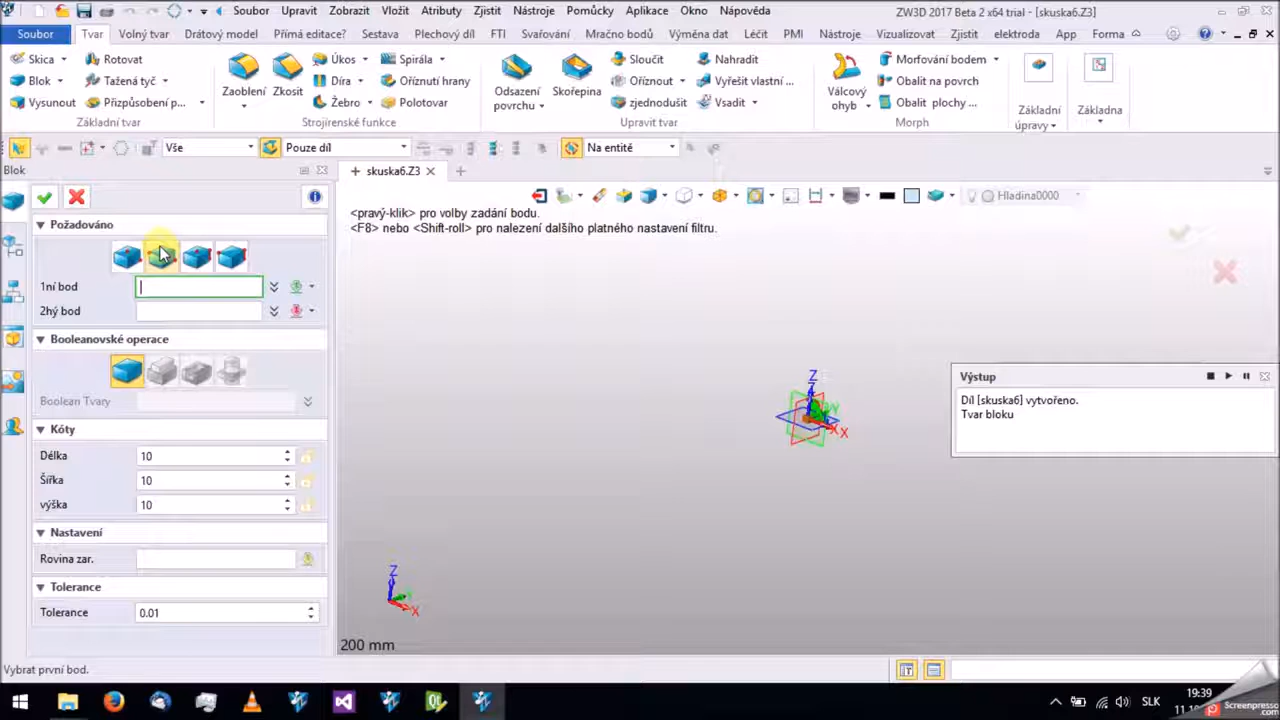 Soubor Upravit Zobrazit Vložit Atributy Zjistit Nástroje Pomůcky Aplikace Okno Nápověda ZW3D 2017 Beta 2 x64 trial - [skuska6.Z3]
Soubor Tvar Volný tvar Drátový model Přímá editace? Sestava Plechový díl FTI Svařování Mračno bodů Výměna dat Léčit PMI Nástroje Vizualizovat Zjistit elektroda App Forma
Skica Rotovat Úkos Spirála Sloučit Nahradit Morfování bodem
Blok Tažená tyč Díra Oříznutí hrany Oříznout Vyřešit vlastní ... Obalit na povrch
Vysunout Přizpůsobení p... Žebro Polotovar zjednodušit Vsadit Obalit plochy ...
Zaoblení Zkosit Odsazení povrchu Skořepina Válcový ohyb Základní úpravy Základná
Základní tvar Strojírenské funkce Upravit tvar Morph
Vše Pouze díl Na entité
Blok skuska6.Z3
Hladina0000
<pravý-klik> pro volby zadání bodu.
<F8> nebo <Shift-roll> pro nalezení dalšího platného nastavení filtru.
Požadováno
1ní bod
2hý bod
Booleanovské operace
Boolean Tvary
Kóty
Délka 10
Šířka 10
výška 10
Nastavení
Rovina zar.
Tolerance
Tolerance 0.01
Z
X
Z
X
200 mm
Výstup
Díl [skuska6] vytvořeno.
Tvar bloku
Vybrat první bod.
SLK
19:39
Screenpresso
.com